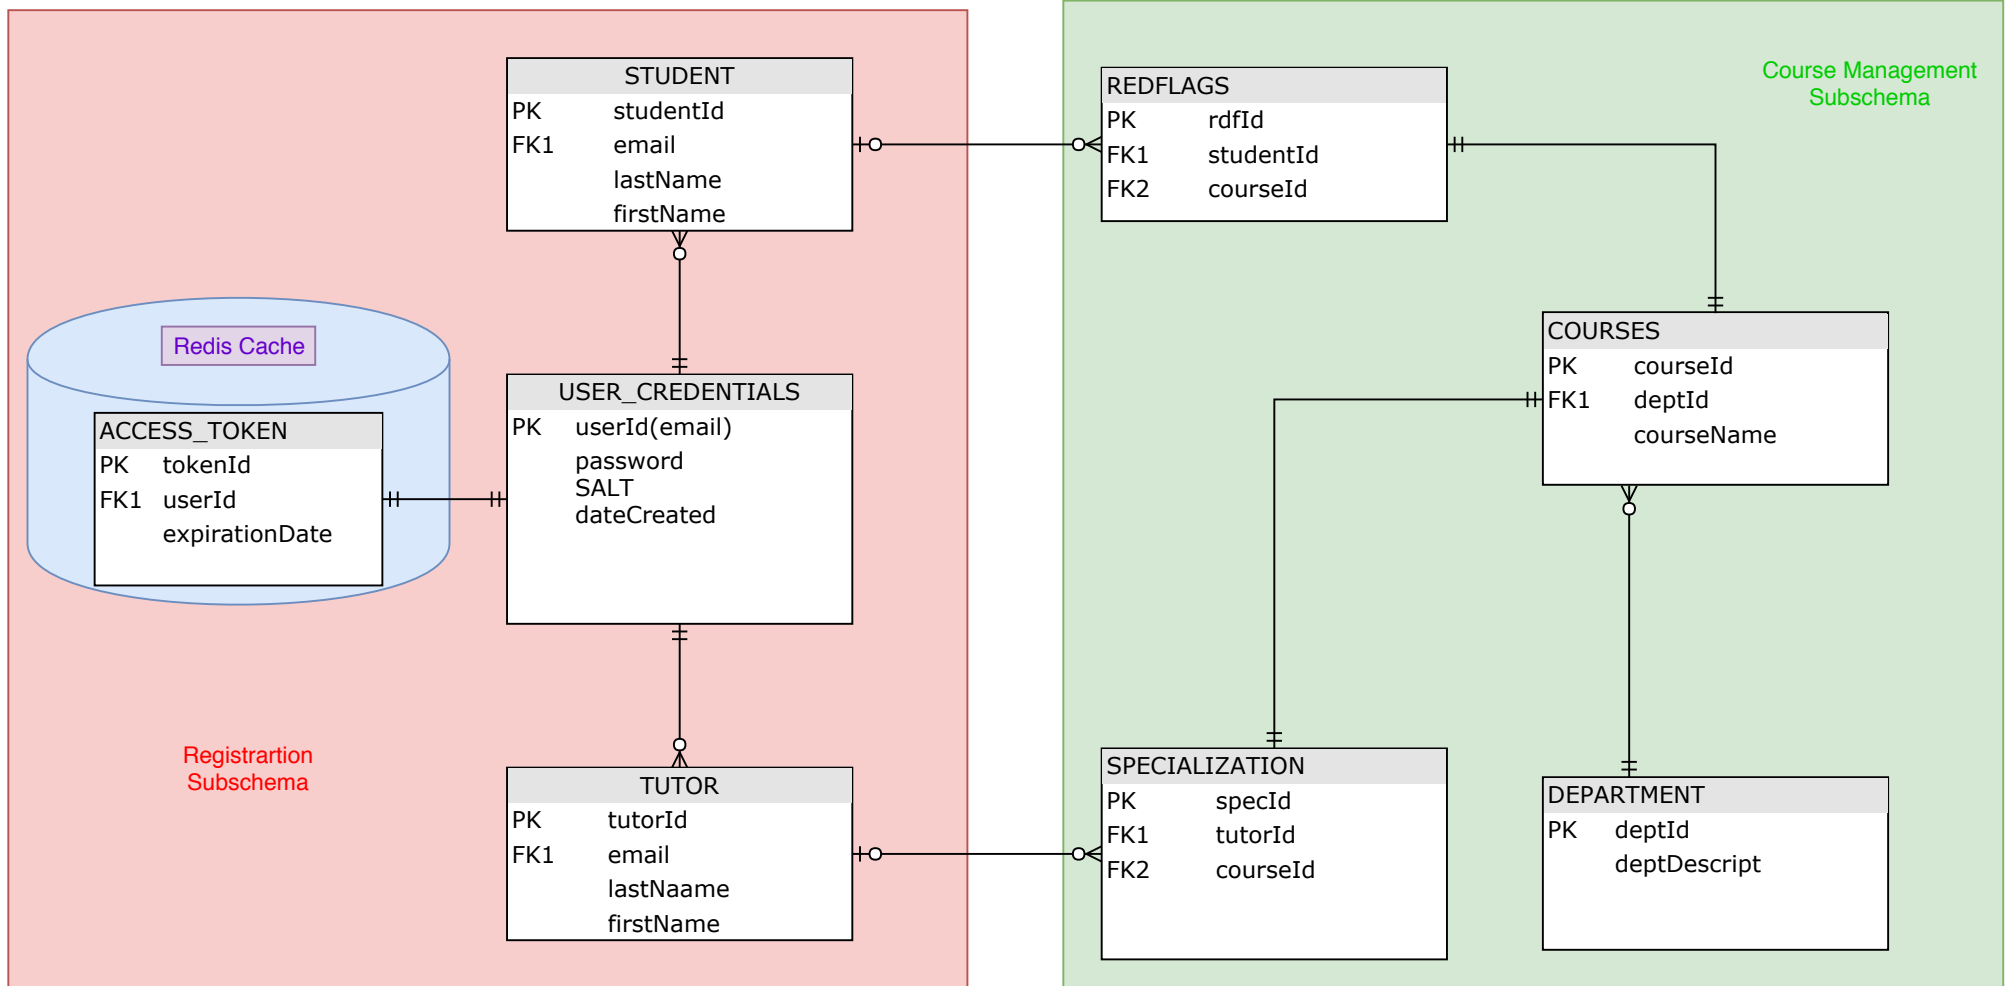 STUDENT
PK studentId
FK1 email
lastName
firstName
REDFLAGS
PK rdfId
FK1 studentId
FK2 courseId
Course Management
Subschema
Redis Cache
ACCESS_TOKEN
PK tokenId
FK1 userId
expirationDate
USER_CREDENTIALS
PK userId(email)
password
SALT
dateCreated
COURSES
PK courseId
FK1 deptId
courseName
Registrartion
Subschema
TUTOR
PK tutorId
FK1 email
lastNaame
firstName
SPECIALIZATION
PK specId
FK1 tutorId
FK2 courseId
DEPARTMENT
PK deptId
deptDescript